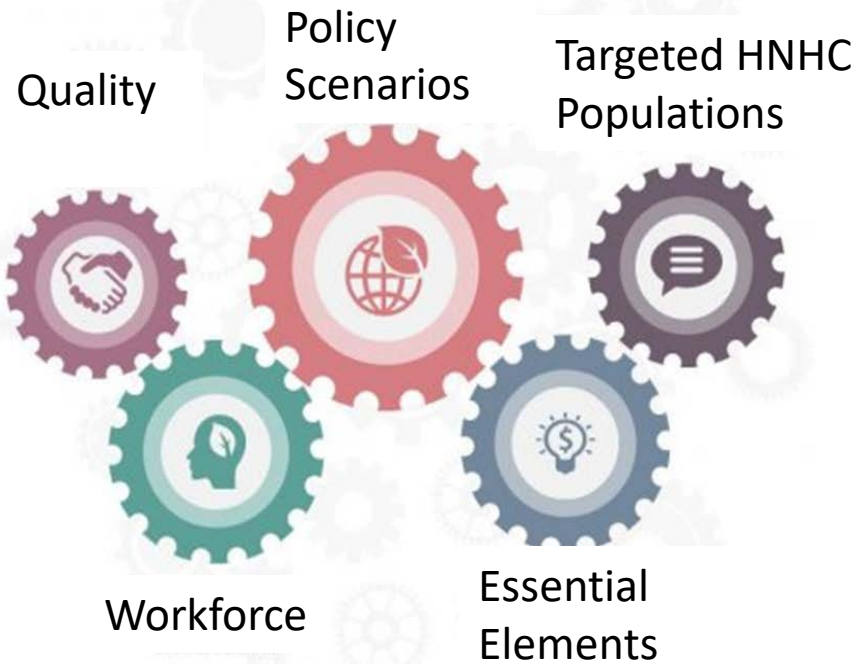 Quality
Policy
Scenarios
Targeted HNHC
Populations
Workforce
Essential
Elements